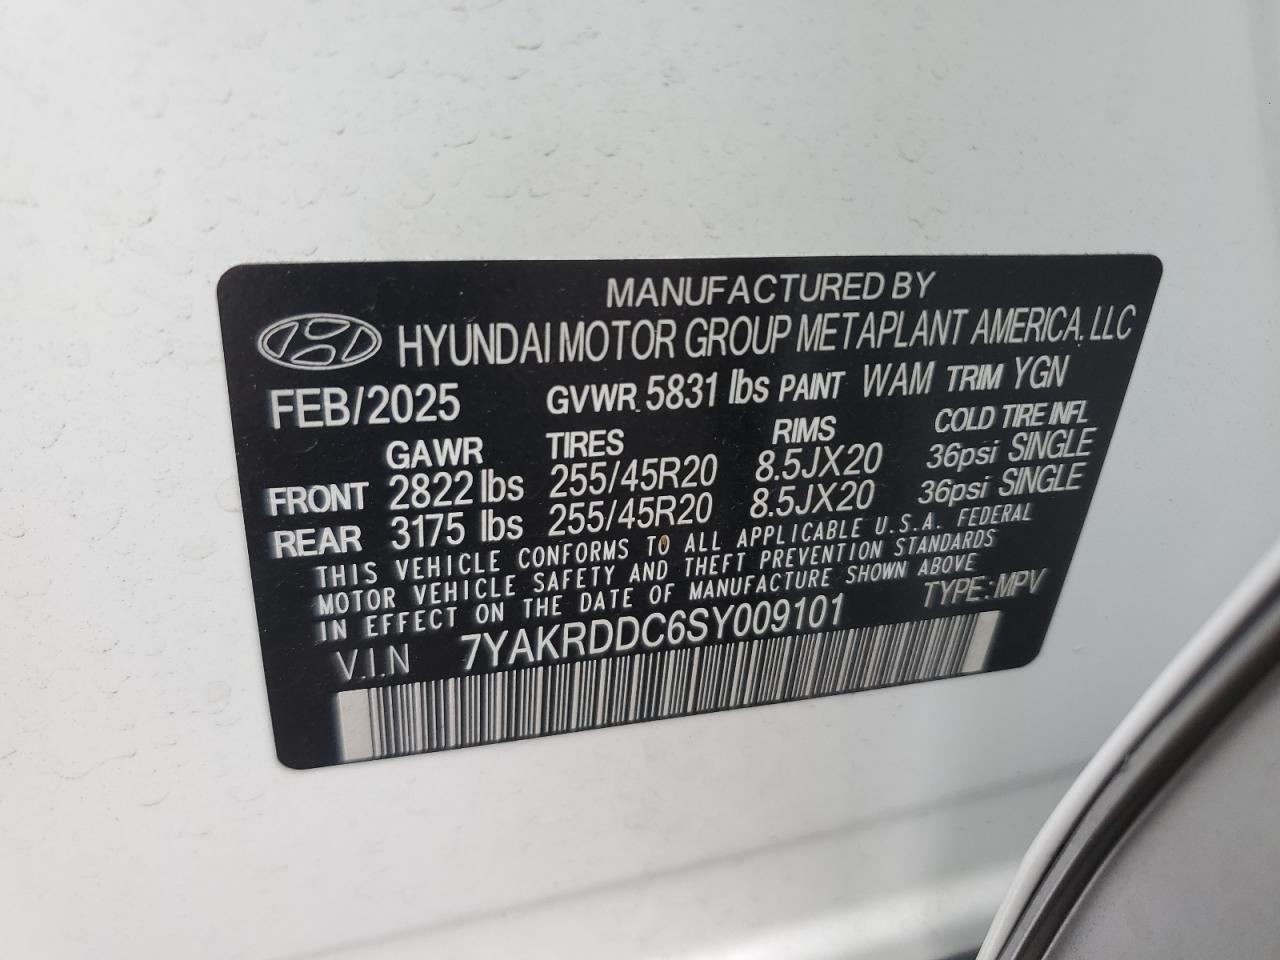 MANUFACTURED BY
HYUNDAI MOTOR GROUP METAPLANT AMERICA, LLC
FEB/2025 GVWR 5831 lbs PAINT WAM TRIM YGN
GAWR TIRES RIMS COLD TIRE INFL
FRONT 2822 lbs 255/45R20 8.5JX20 36psi SINGLE
REAR 3175 lbs 255/45R20 8.5JX20 36psi SINGLE
THIS VEHICLE CONFORMS TO ALL APPLICABLE U.S.A. FEDERAL
MOTOR VEHICLE SAFETY AND THEFT PREVENTION STANDARDS
IN EFFECT ON THE DATE OF MANUFACTURE SHOWN ABOVE
V.I.N 7YAKRDDC6SY009101 TYPE: MPV